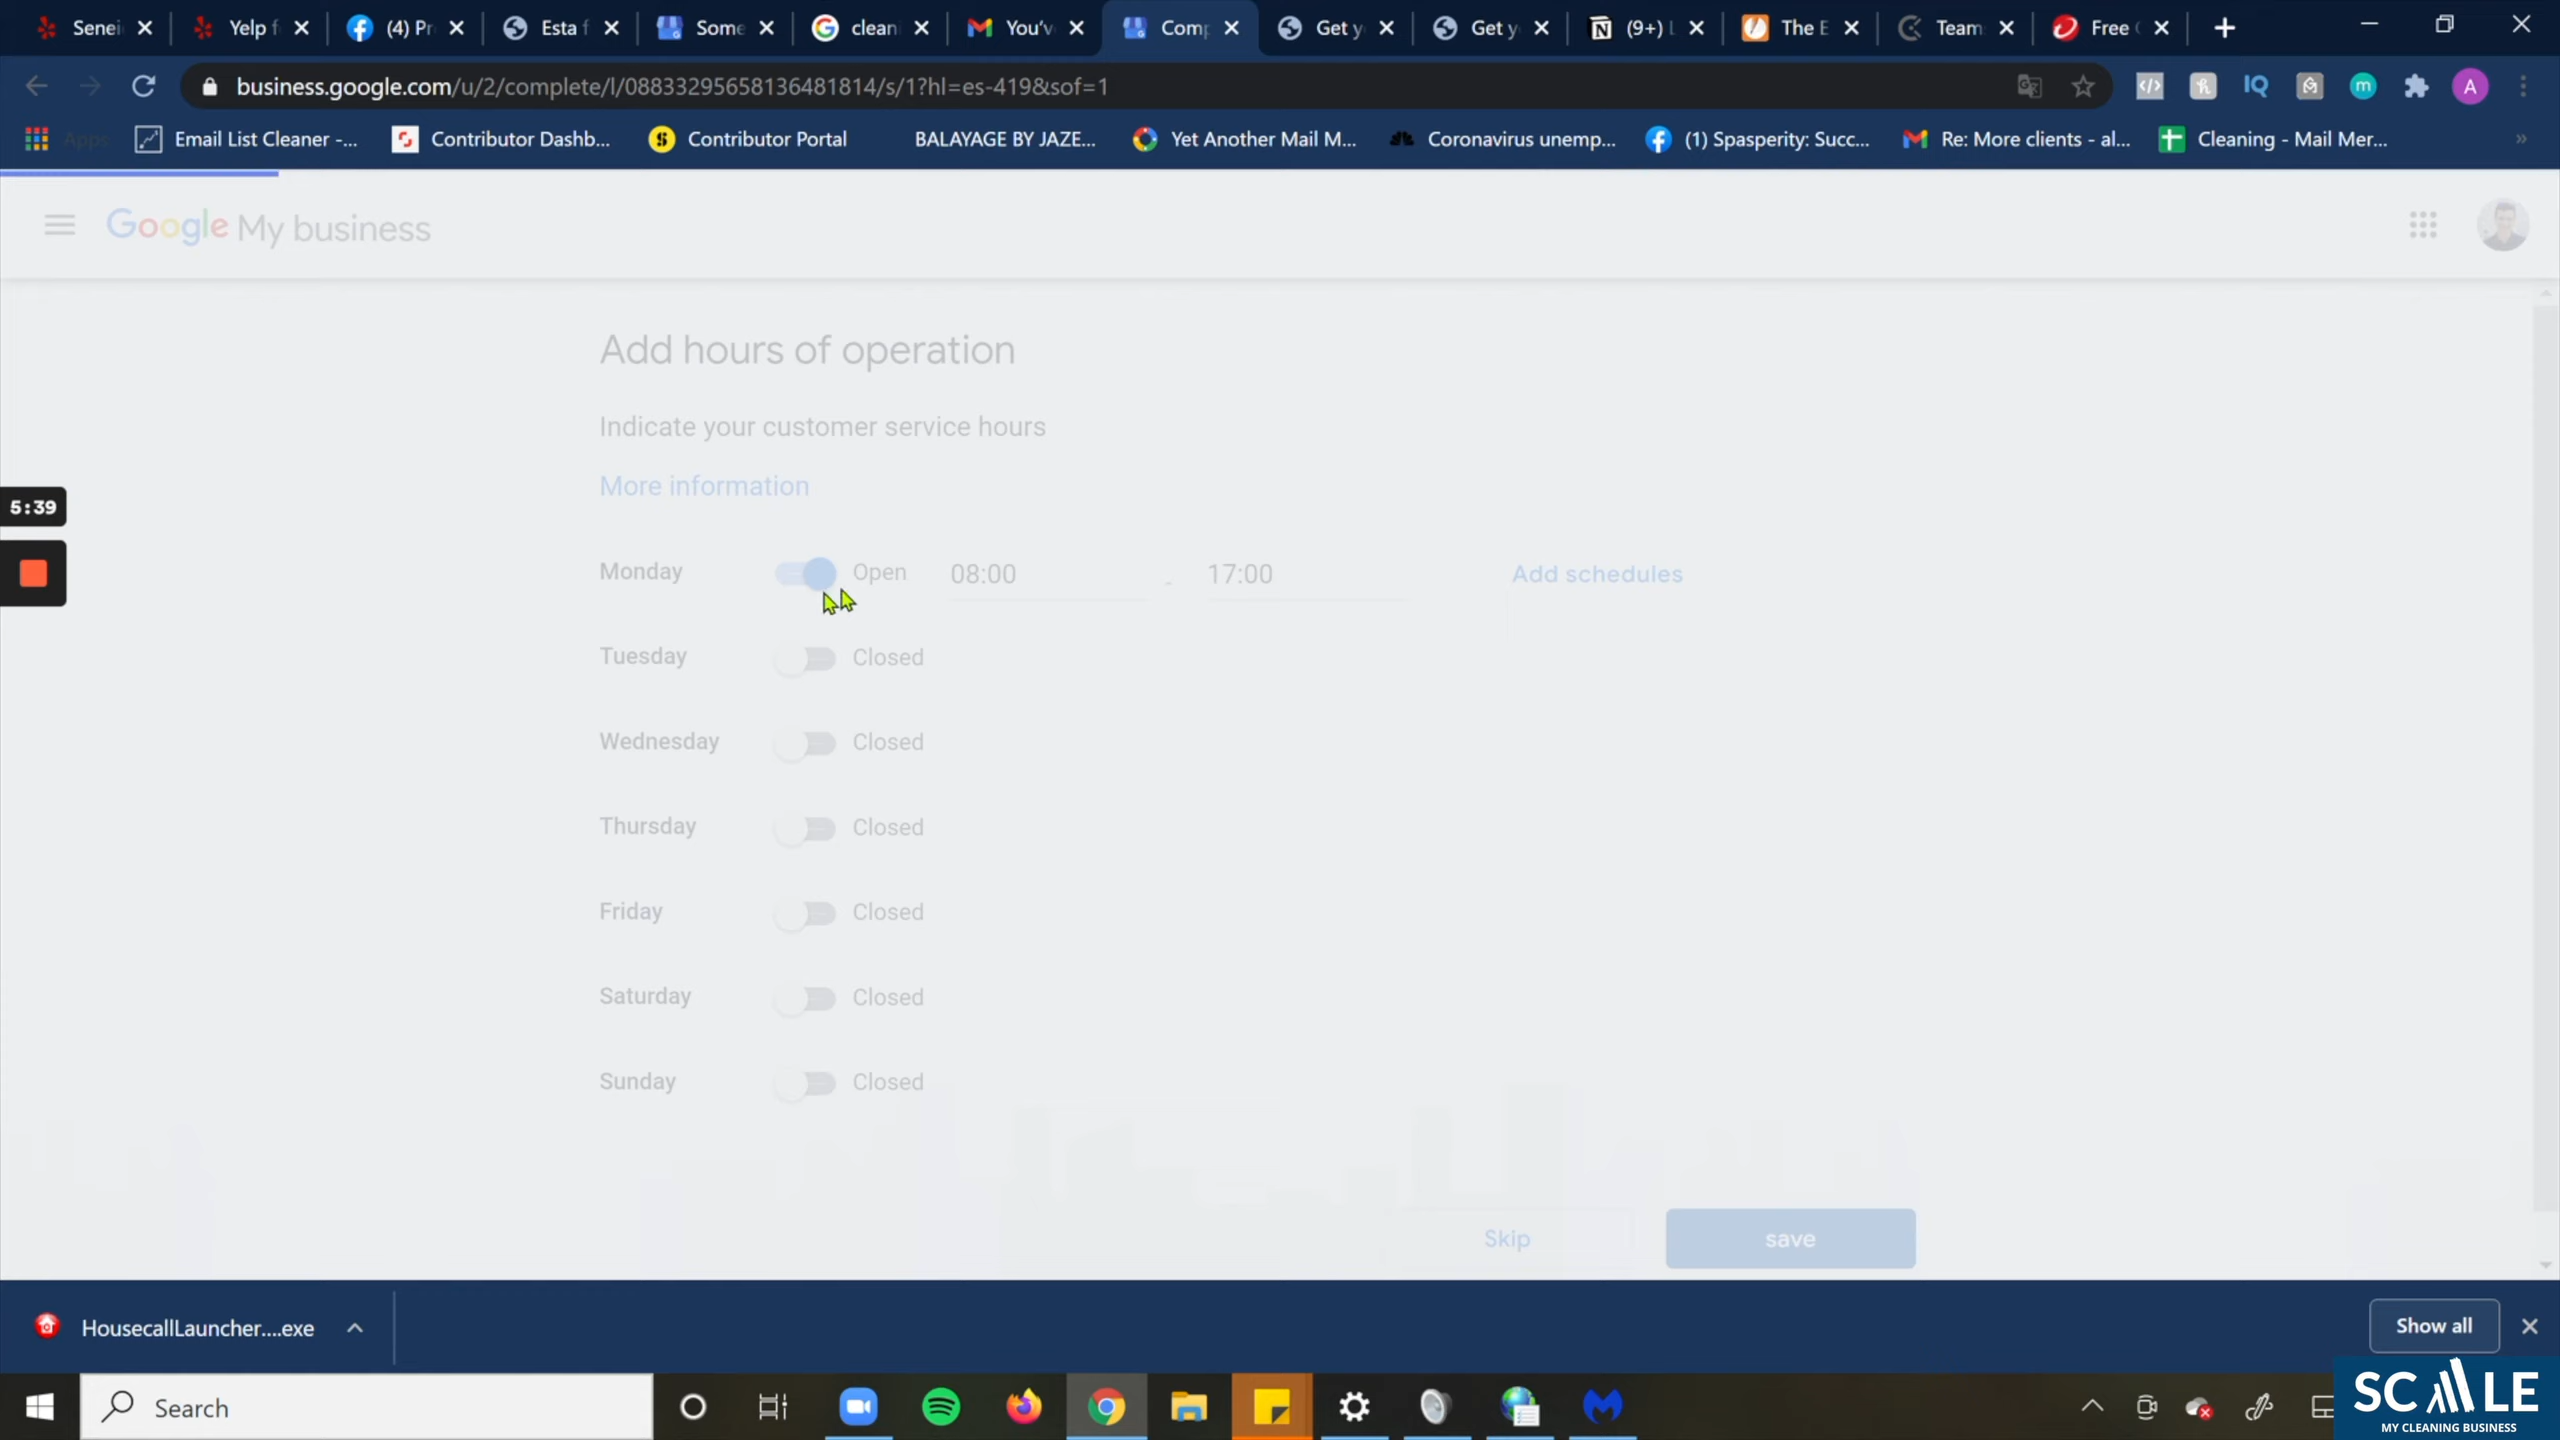 Senei
Yelp f
(4) Pr
Esta f
Some
clean
You'v
Comp
Get y
Get y
(9+) L
The E
Team
Free
business.google.com/u/2/complete/l/08833295658136481814/s/1?hl=es-419&sof=1
A
Apps
Email List Cleaner -...
Contributor Dashb...
Contributor Portal
BALAYAGE BY JAZE...
Yet Another Mail M...
Coronavirus unemp...
(1) Spasperity: Succ...
Re: More clients - al...
Cleaning - Mail Mer...
Google My business
Add hours of operation
Indicate your customer service hours
More information
5:39
Monday Open 08:00 - 17:00 Add schedules
Tuesday Closed
Wednesday Closed
Thursday Closed
Friday Closed
Saturday Closed
Sunday Closed
Skip save
HousecallLauncher....exe
Show all
Search
SCALE
MY CLEANING BUSINESS